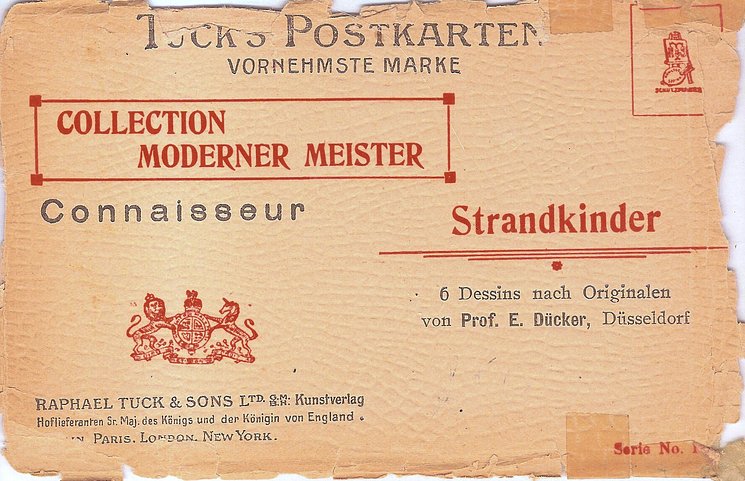 TUCK'S POSTKARTEN
VORNEHMSTE MARKE
SCHUTZMARKE
COLLECTION
MODERNER MEISTER
Connaisseur
Strandkinder
6 Dessins nach Originalen
von Prof. E. Dücker, Düsseldorf
RAPHAEL TUCK & SONS LTD. G.M.B.H. Kunstverlag
Hoflieferanten Sr. Maj. des Königs und der Königin von England.
PARIS. LONDON. NEW YORK.
Serie No.